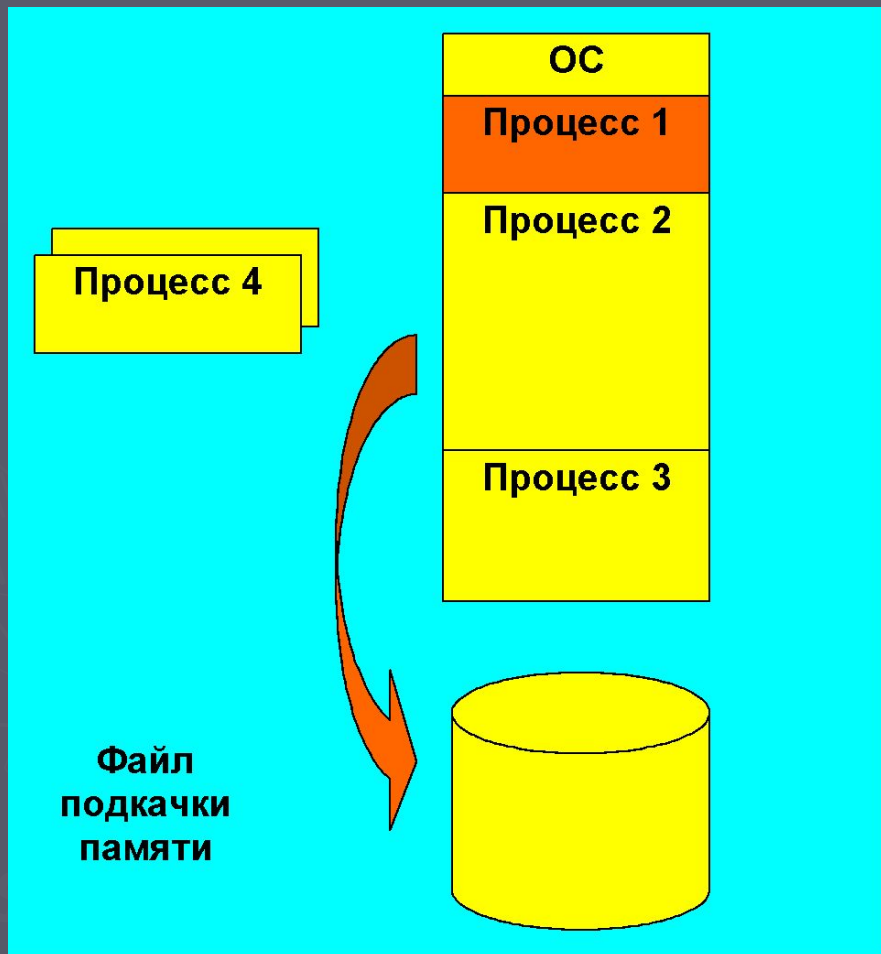 ОС
Процесс 1
Процесс 2
Процесс 4
Процесс 3
Файл
подкачки
памяти